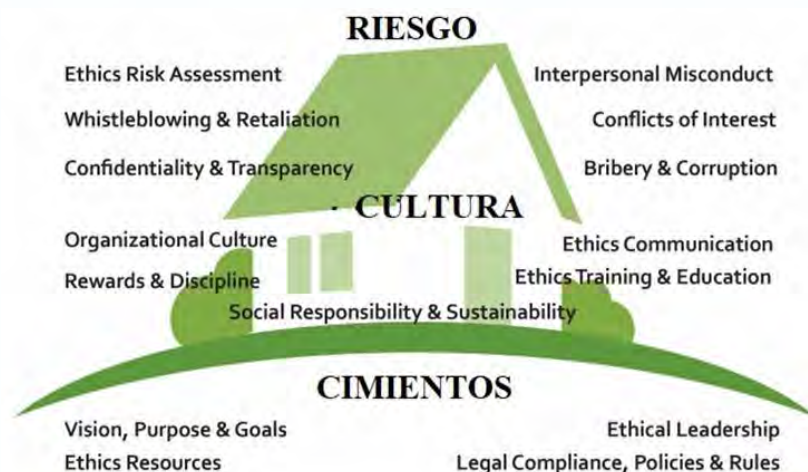 RIESGO
Ethics Risk Assessment
Interpersonal Misconduct
Whistleblowing & Retaliation
Conflicts of Interest
Confidentiality & Transparency
Bribery & Corruption
CULTURA
Organizational Culture
Ethics Communication
Rewards & Discipline
Ethics Training & Education
Social Responsibility & Sustainability
CIMIENTOS
Vision, Purpose & Goals
Ethical Leadership
Ethics Resources
Legal Compliance, Policies & Rules